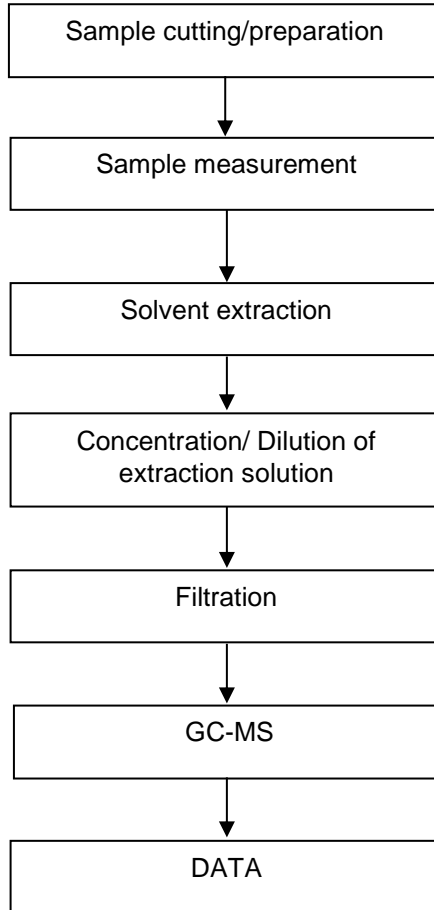 Sample cutting/preparation
Sample measurement
Solvent extraction
Concentration/ Dilution of
extraction solution
Filtration
GC-MS
DATA